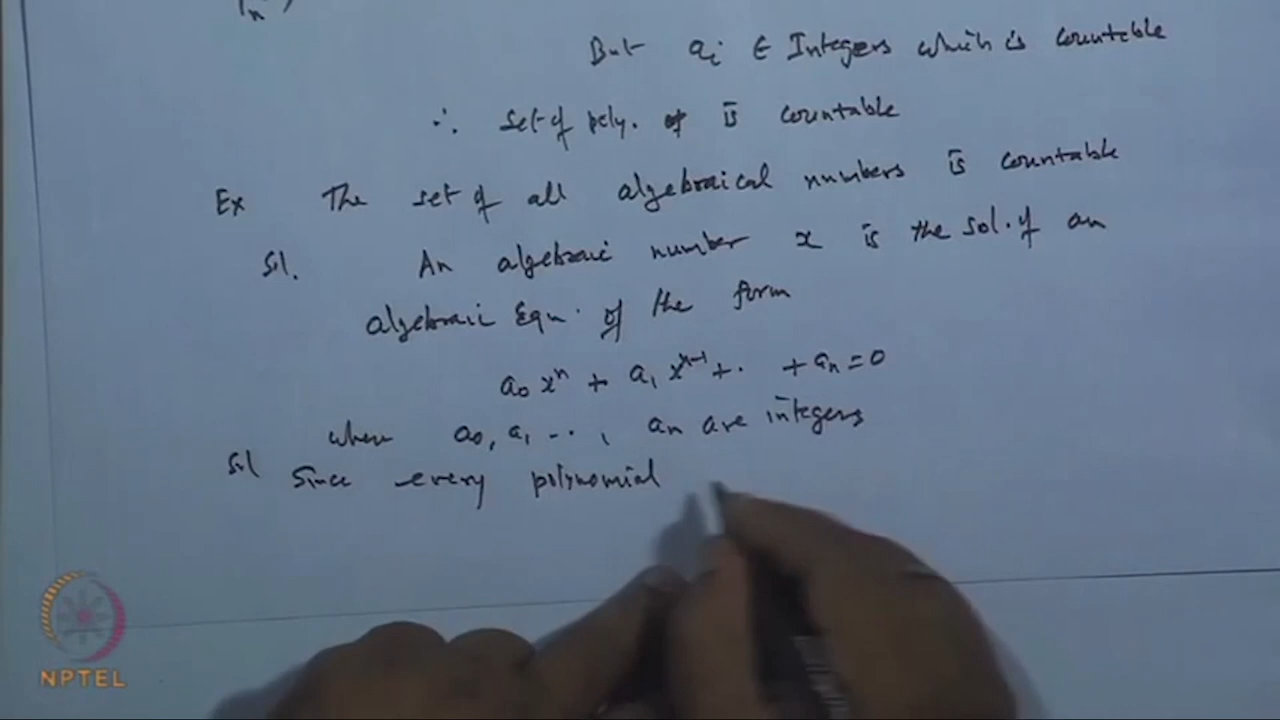 But aᵢ ∈ Integers which is countable
∴ set of poly. of is countable
Ex The set of all algebraical numbers is countable
Sol. An algebraic number x is the sol. of an
algebraic Equ. of the form
a₀ xⁿ + a₁ xⁿ⁻¹ + . . + aₙ = 0
where a₀, a₁ -- , aₙ are integers
Sol Since every polynomial
NPTEL